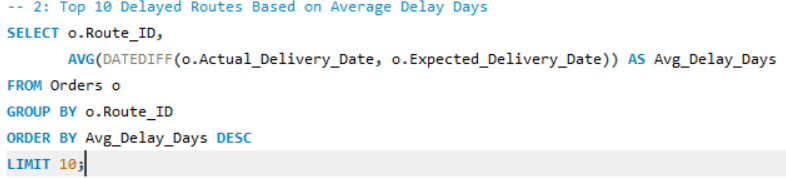 -- 2: Top 10 Delayed Routes Based on Average Delay Days
SELECT o.Route_ID,
       AVG(DATEDIFF(o.Actual_Delivery_Date, o.Expected_Delivery_Date)) AS Avg_Delay_Days
FROM Orders o
GROUP BY o.Route_ID
ORDER BY Avg_Delay_Days DESC
LIMIT 10;